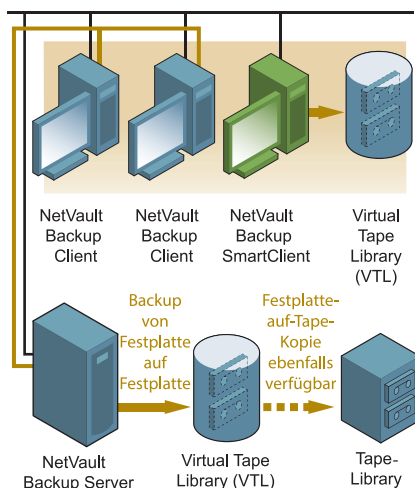 NetVault
Backup
Client
NetVault
Backup
Client
NetVault
Backup
SmartClient
Virtual
Tape
Library
(VTL)
Backup
von
Festplatte
auf
Festplatte
Festplatte-
auf-Tape-
Kopie
ebenfalls
verfügbar
NetVault
Backup Server
Virtual Tape
Library (VTL)
Tape-
Library